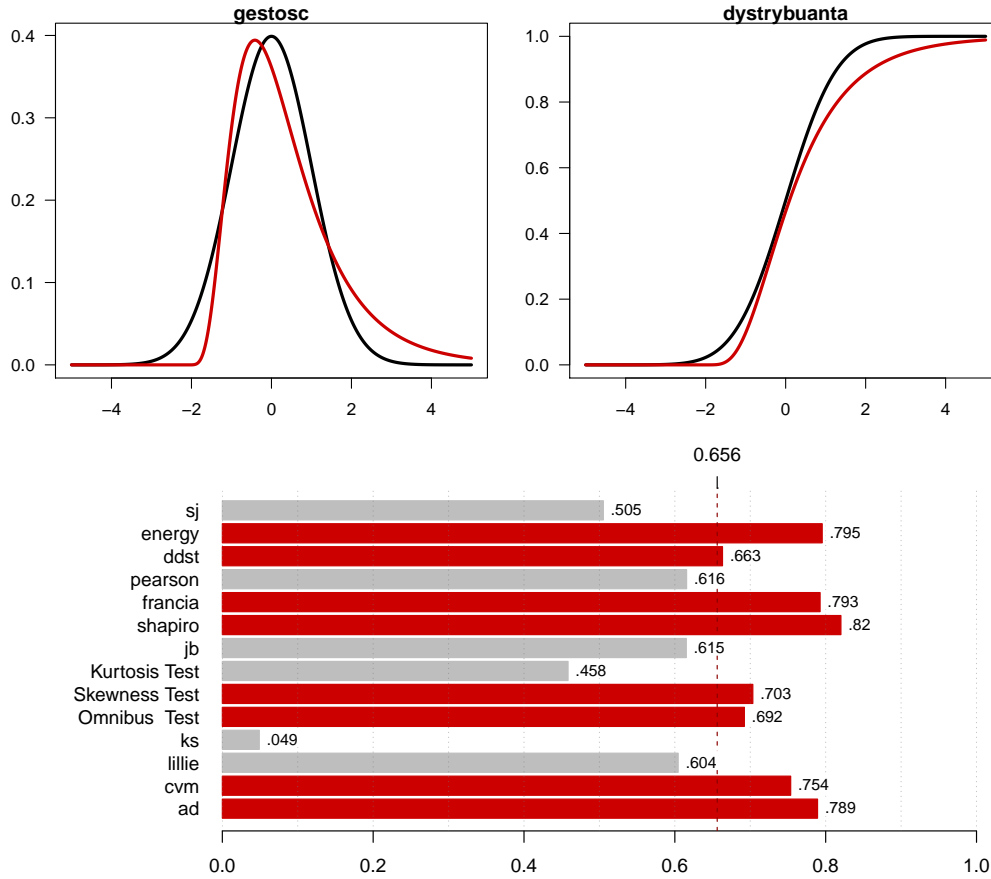 gestosc
0.4
0.3
0.2
0.1
0.0
−4 −2 0 2 4
dystrybuanta
1.0
0.8
0.6
0.4
0.2
0.0
−4 −2 0 2 4
0.656
sj .505
energy .795
ddst .663
pearson .616
francia .793
shapiro .82
jb .615
Kurtosis Test .458
Skewness Test .703
Omnibus  Test .692
ks .049
lillie .604
cvm .754
ad .789
0.0 0.2 0.4 0.6 0.8 1.0